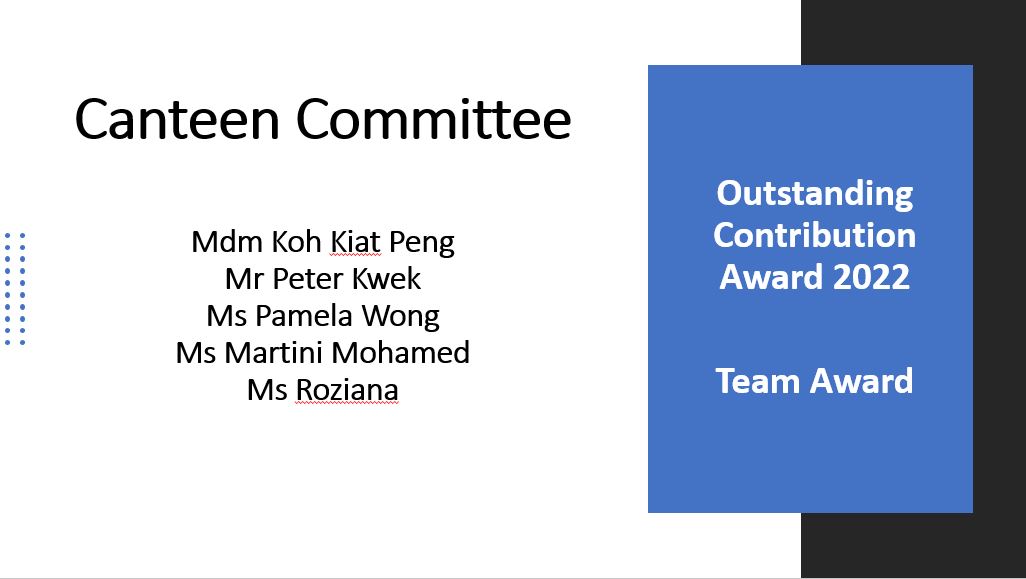 Canteen Committee
Mdm Koh Kiat Peng
Mr Peter Kwek
Ms Pamela Wong
Ms Martini Mohamed
Ms Roziana
Outstanding
Contribution
Award 2022
Team Award